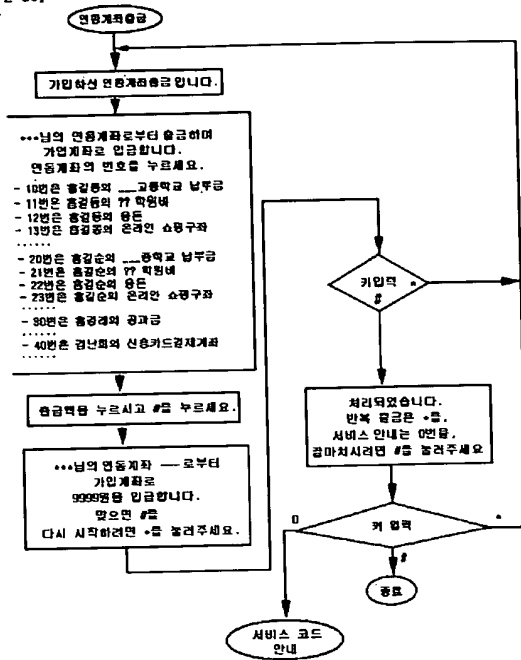 연동계좌출금
가입하신 연동계좌출금 입니다.
***님의 연동계좌로부터 출금하며
가입계좌로 입금합니다.
연동계좌의 번호를 누르세요.
- 10번은 홍길동의 ___고등학교 납부금
- 11번은 홍길동의 ?? 학원비
- 12번은 홍길동의 용돈
- 13번은 홍길동의 온라인 쇼핑구좌
......
- 20번은 홍길순의 ___중학교 납부금
- 21번은 홍길순의 ?? 학원비
- 22번은 홍길순의 용돈
- 23번은 홍길순의 온라인 쇼핑구좌
......
- 30번은 홍경래의 공과금
......
- 40번은 김난희의 신용카드결제계좌
......
출금액을 누르시고 #를 누르세요.
***님의 연동계좌 ── 로부터
가입계좌로
9999원을 입금합니다.
맞으면 #를
다시 시작하려면 *를 눌러주세요.
키입력 *
#
처리되었습니다.
반복 출금은 *를,
서비스 안내는 0번을,
끝마치시려면 #를 눌러주세요
0
키 입력
*
#
종료
서비스 코드
안내